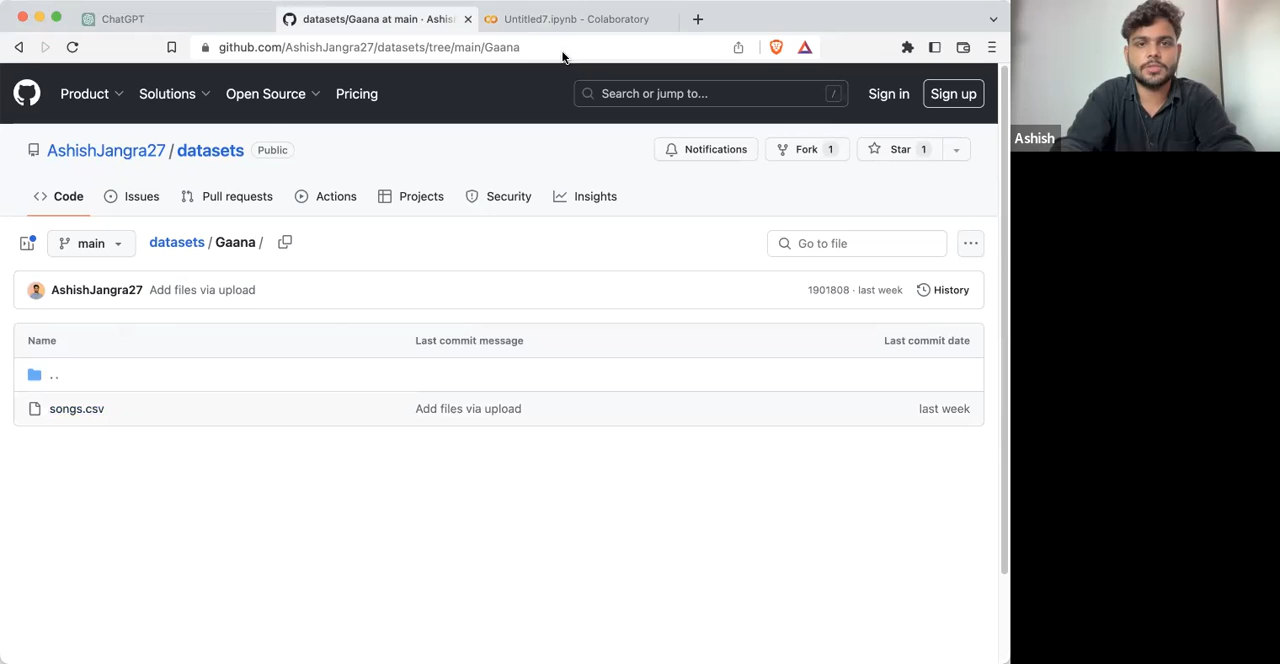 ChatGPT
datasets/Gaana at main · Ashis
Untitled7.ipynb - Colaboratory
github.com/AshishJangra27/datasets/tree/main/Gaana
Product Solutions Open Source Pricing
Search or jump to... /
Sign in Sign up
AshishJangra27 / datasets Public
Notifications Fork 1 Star 1
Code Issues Pull requests Actions Projects Security Insights
main datasets / Gaana /
Go to file
AshishJangra27 Add files via upload 1901808 · last week History
Name Last commit message Last commit date
..
songs.csv Add files via upload last week
Ashish